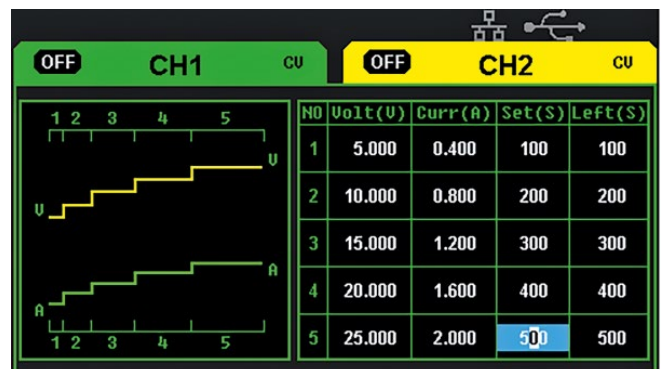 OFF CH1 CV OFF CH2 CV
1 2 3 4 5
V
V
A
A
1 2 3 4 5
NO Volt(V) Curr(A) Set(S) Left(S)
1 5.000 0.400 100 100
2 10.000 0.800 200 200
3 15.000 1.200 300 300
4 20.000 1.600 400 400
5 25.000 2.000 500 500